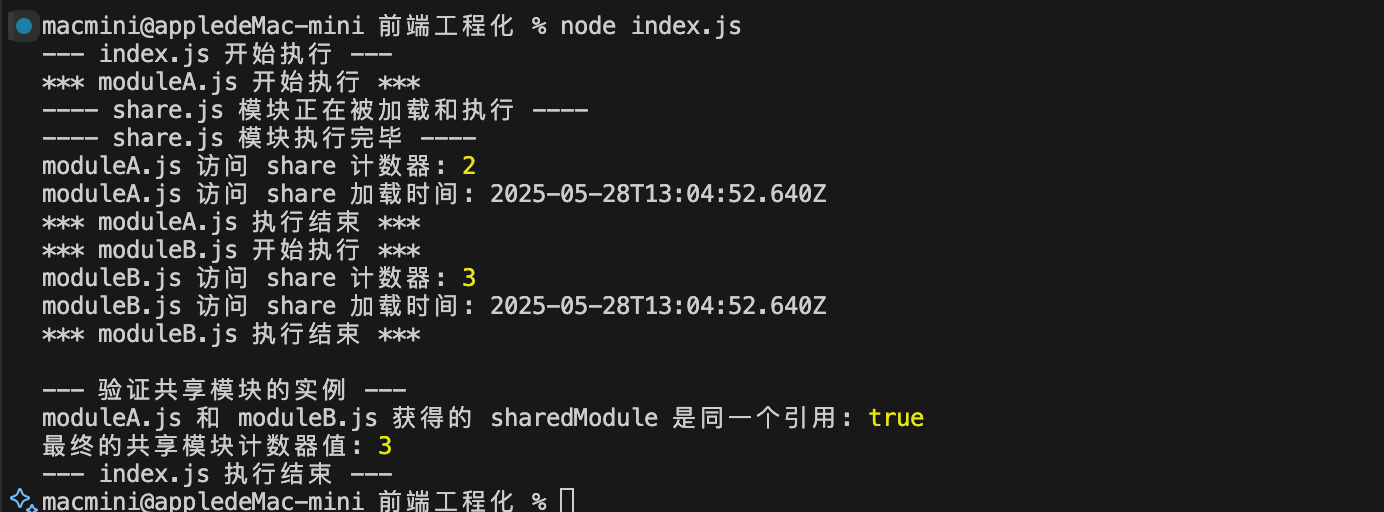 macmini@appledeMac-mini 前端工程化 % node index.js
--- index.js 开始执行 ---
*** moduleA.js 开始执行 ***
---- share.js 模块正在被加载和执行 ----
---- share.js 模块执行完毕 ----
moduleA.js 访问 share 计数器: 2
moduleA.js 访问 share 加载时间: 2025-05-28T13:04:52.640Z
*** moduleA.js 执行结束 ***
*** moduleB.js 开始执行 ***
moduleB.js 访问 share 计数器: 3
moduleB.js 访问 share 加载时间: 2025-05-28T13:04:52.640Z
*** moduleB.js 执行结束 ***
--- 验证共享模块的实例 ---
moduleA.js 和 moduleB.js 获得的 sharedModule 是同一个引用: true
最终的共享模块计数器值: 3
--- index.js 执行结束 ---
macmini@appledeMac-mini 前端工程化 %